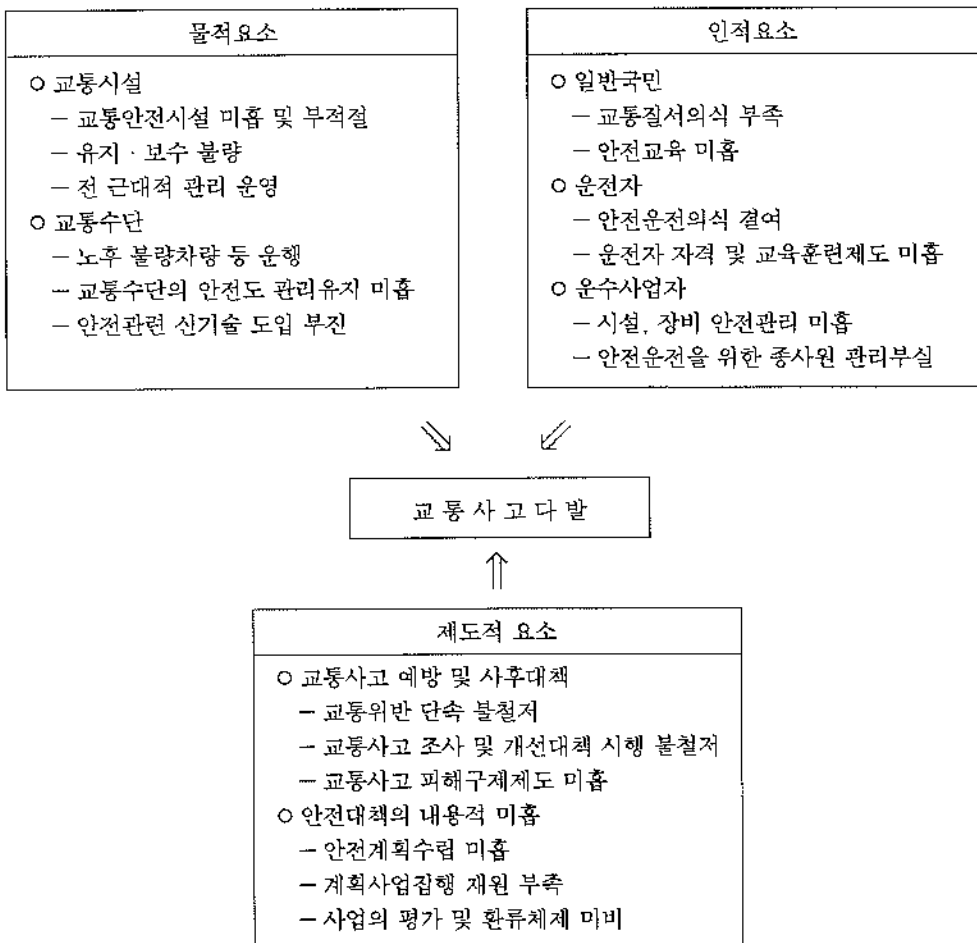 물적요소
○ 교통시설
– 교통안전시설 미흡 및 부적절
– 유지 · 보수 불량
– 전 근대적 관리 운영
○ 교통수단
– 노후 불량차량 등 운행
– 교통수단의 안전도 관리유지 미흡
– 안전관련 신기술 도입 부진
인적요소
○ 일반국민
– 교통질서의식 부족
– 안전교육 미흡
○ 운전자
– 안전운전의식 결여
– 운전자 자격 및 교육훈련제도 미흡
○ 운수사업자
– 시설, 장비 안전관리 미흡
– 안전운전을 위한 종사원 관리부실
교 통 사 고 다 발
제도적 요소
○ 교통사고 예방 및 사후대책
– 교통위반 단속 불철저
– 교통사고 조사 및 개선대책 시행 불철저
– 교통사고 피해구제제도 미흡
○ 안전대책의 내용적 미흡
– 안전계획수립 미흡
– 계획사업집행 재원 부족
– 사업의 평가 및 환류체제 미비